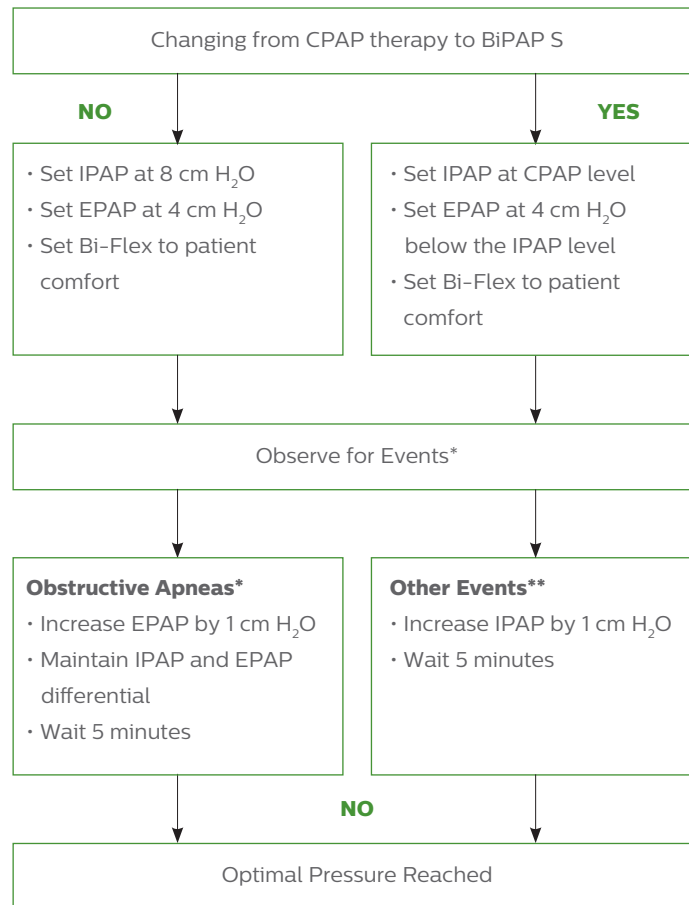 Changing from CPAP therapy to BiPAP S
NO
YES
· Set IPAP at 8 cm H₂O
· Set EPAP at 4 cm H₂O
· Set Bi-Flex to patient
comfort
· Set IPAP at CPAP level
· Set EPAP at 4 cm H₂O
below the IPAP level
· Set Bi-Flex to patient
comfort
Observe for Events*
Obstructive Apneas*
· Increase EPAP by 1 cm H₂O
· Maintain IPAP and EPAP
differential
· Wait 5 minutes
Other Events**
· Increase IPAP by 1 cm H₂O
· Wait 5 minutes
NO
Optimal Pressure Reached